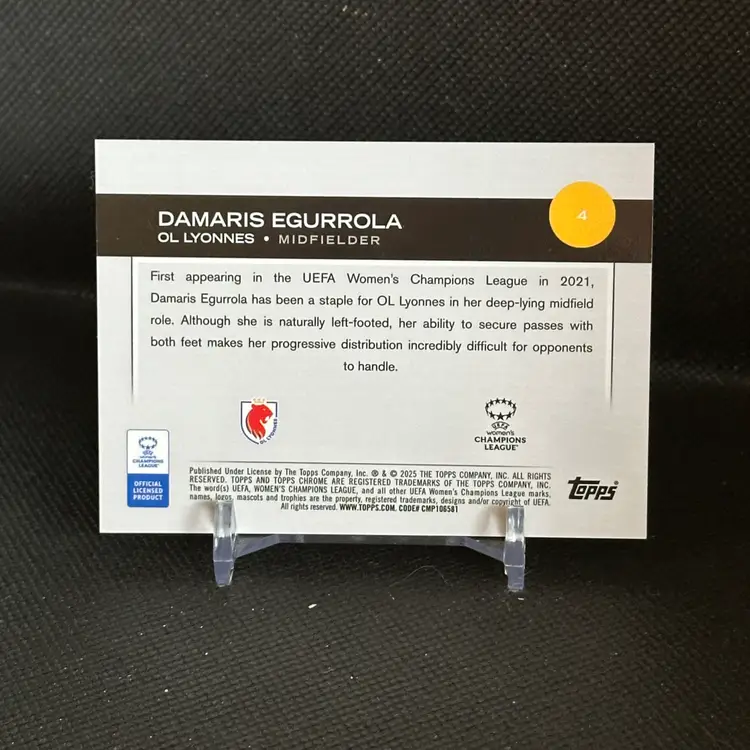 4
DAMARIS EGURROLA
OL LYONNES • MIDFIELDER
First appearing in the UEFA Women's Champions League in 2021,
Damaris Egurrola has been a staple for OL Lyonnes in her deep-lying midfield
role. Although she is naturally left-footed, her ability to secure passes with
both feet makes her progressive distribution incredibly difficult for opponents
to handle.
OL LYONNES
UEFA
women's
CHAMPIONS
LEAGUE
UEFA
women's
CHAMPIONS
LEAGUE
OFFICIAL
LICENSED
PRODUCT
Published Under License by The Topps Company, Inc. ® & © 2025 THE TOPPS COMPANY, INC. ALL RIGHTS
RESERVED. TOPPS AND TOPPS CHROME ARE REGISTERED TRADEMARKS OF THE TOPPS COMPANY, INC.
The word(s) UEFA, WOMEN'S CHAMPIONS LEAGUE, and all other UEFA Women's Champions League marks,
names, logos, mascots and trophies are the property, registered trademarks, designs and/or copyright of UEFA.
All rights reserved. WWW.TOPPS.COM. CODE# CMP106581
topps